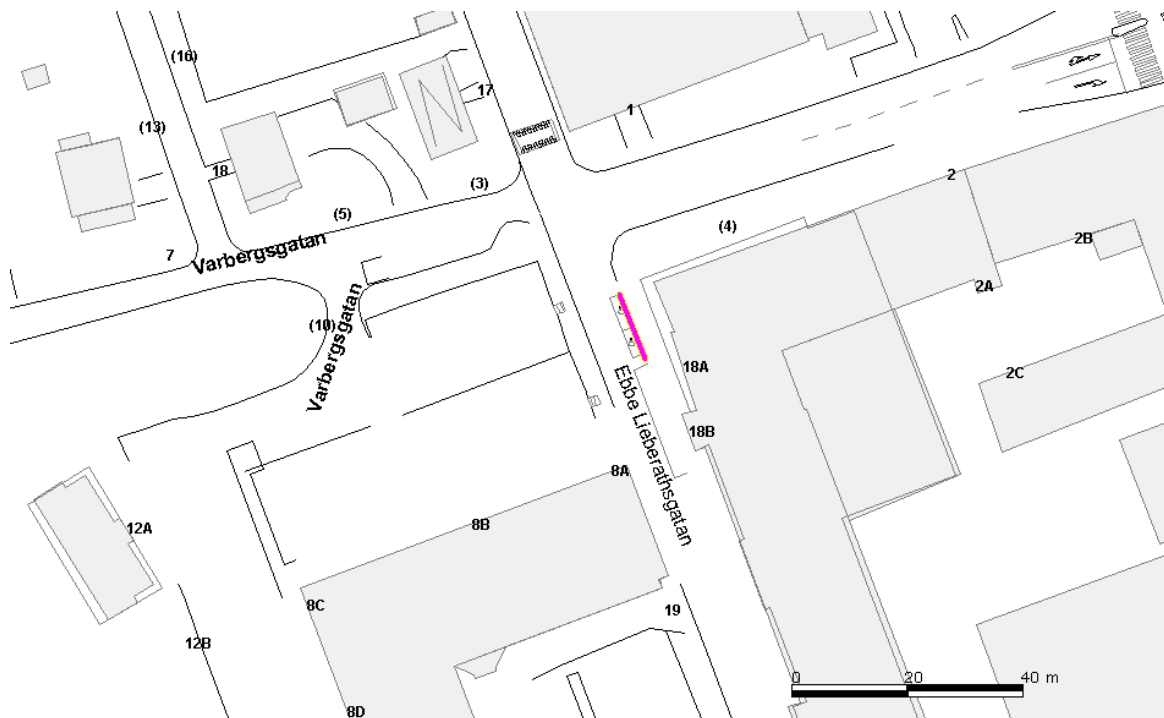 (16)
17
1
(13)
18
2
(3)
(5)
(4)
2B
7
Varbergsgatan
2A
(10)
Varbergsgatan
18A
2C
Ebbe Lieberathsgatan
18B
8A
12A
8B
8C
19
12B
0 20 40 m
8D